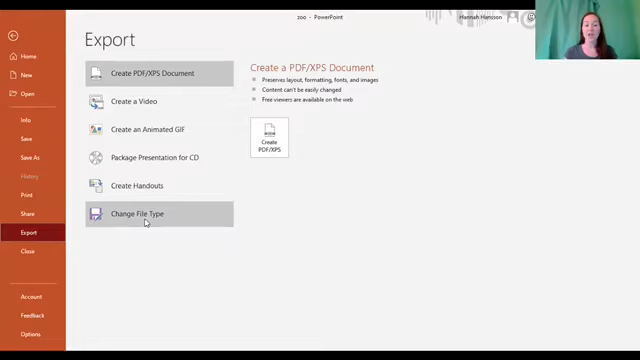 zoo - PowerPoint
Hannah Hansson
Export
Home
New
Open
Info
Save
Save As
History
Print
Share
Export
Close
Account
Feedback
Options
Create PDF/XPS Document
Create a Video
Create an Animated GIF
Package Presentation for CD
Create Handouts
Change File Type
Create a PDF/XPS Document
Preserves layout, formatting, fonts, and images
Content can't be easily changed
Free viewers are available on the web
Create
PDF/XPS